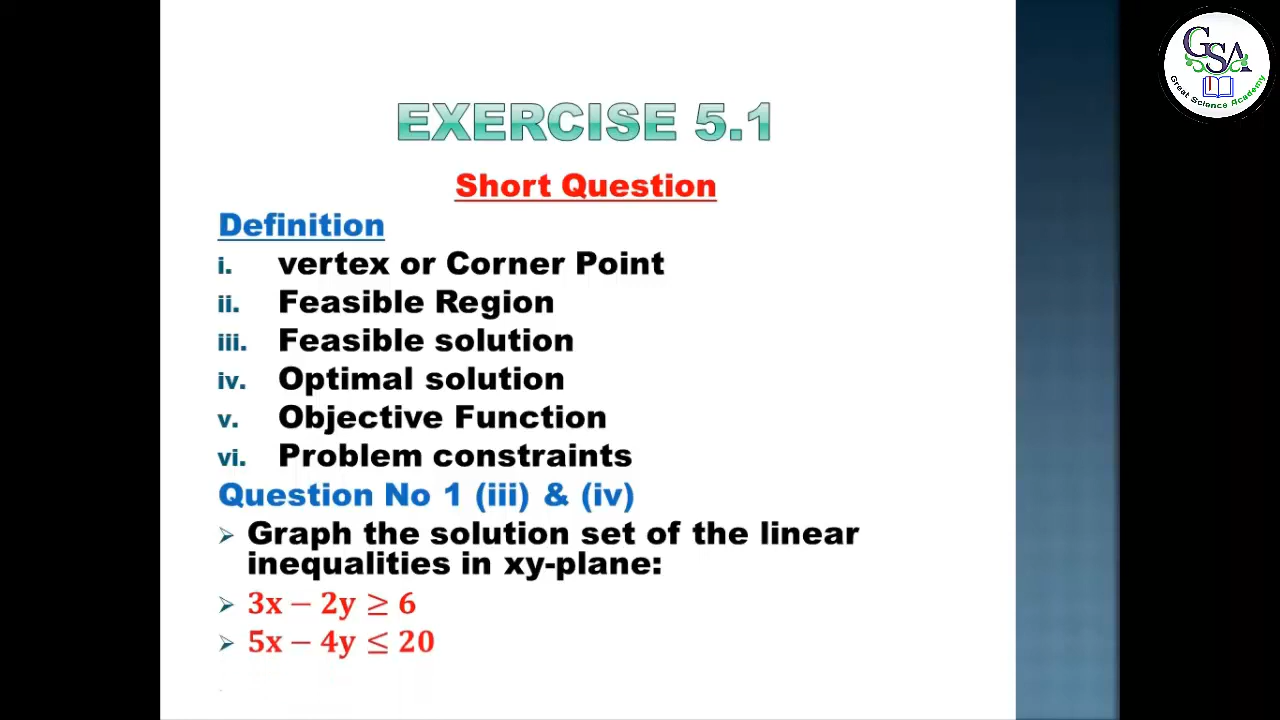 GSA
Great Science Academy
EXERCISE 5.1
Short Question
Definition
i. vertex or Corner Point
ii. Feasible Region
iii. Feasible solution
iv. Optimal solution
v. Objective Function
vi. Problem constraints
Question No 1 (iii) & (iv)
➢ Graph the solution set of the linear
inequalities in xy-plane:
➢ 3x − 2y ≥ 6
➢ 5x − 4y ≤ 20